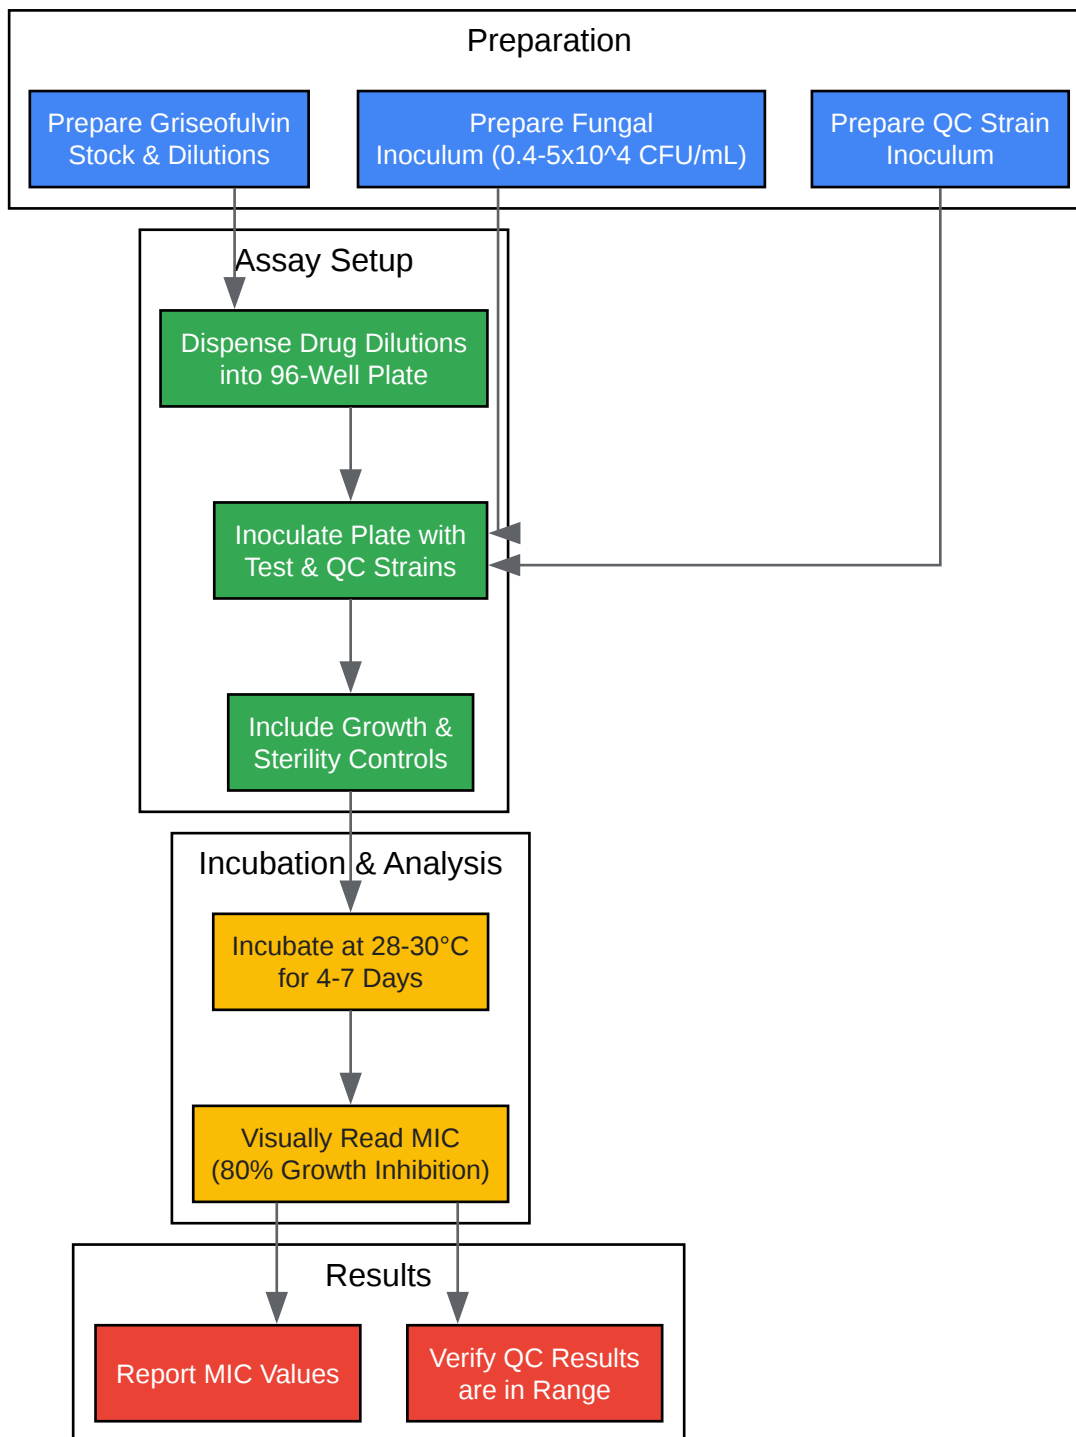 Preparation
Prepare Griseofulvin
Stock & Dilutions
Prepare Fungal
Inoculum (0.4-5x10^4 CFU/mL)
Prepare QC Strain
Inoculum
Assay Setup
Dispense Drug Dilutions
into 96-Well Plate
Inoculate Plate with
Test & QC Strains
Include Growth &
Sterility Controls
Incubation & Analysis
Incubate at 28-30°C
for 4-7 Days
Visually Read MIC
(80% Growth Inhibition)
Results
Report MIC Values
Verify QC Results
are in Range